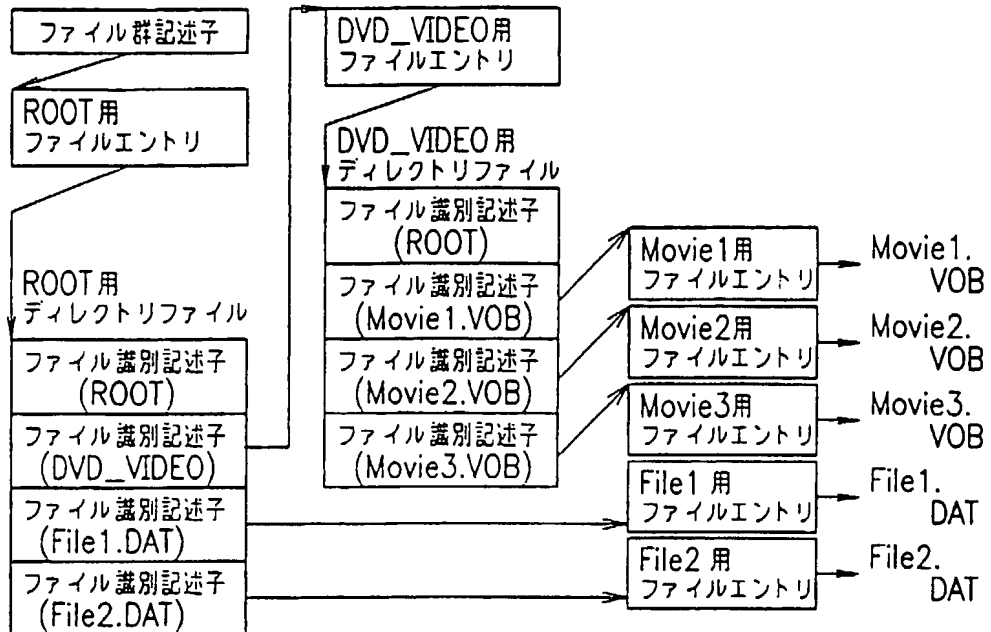 ファイル群記述子
ROOT用
ファイルエントリ
ROOT用
ディレクトリファイル
ファイル識別記述子
(ROOT)
ファイル識別記述子
(DVD_VIDEO)
ファイル識別記述子
(File1.DAT)
ファイル識別記述子
(File2.DAT)
DVD_VIDEO用
ファイルエントリ
DVD_VIDEO用
ディレクトリファイル
ファイル識別記述子
(ROOT)
ファイル識別記述子
(Movie1.VOB)
ファイル識別記述子
(Movie2.VOB)
ファイル識別記述子
(Movie3.VOB)
Movie1用
ファイルエントリ
Movie1.
VOB
Movie2用
ファイルエントリ
Movie2.
VOB
Movie3用
ファイルエントリ
Movie3.
VOB
File1用
ファイルエントリ
File1.
DAT
File2用
ファイルエントリ
File2.
DAT